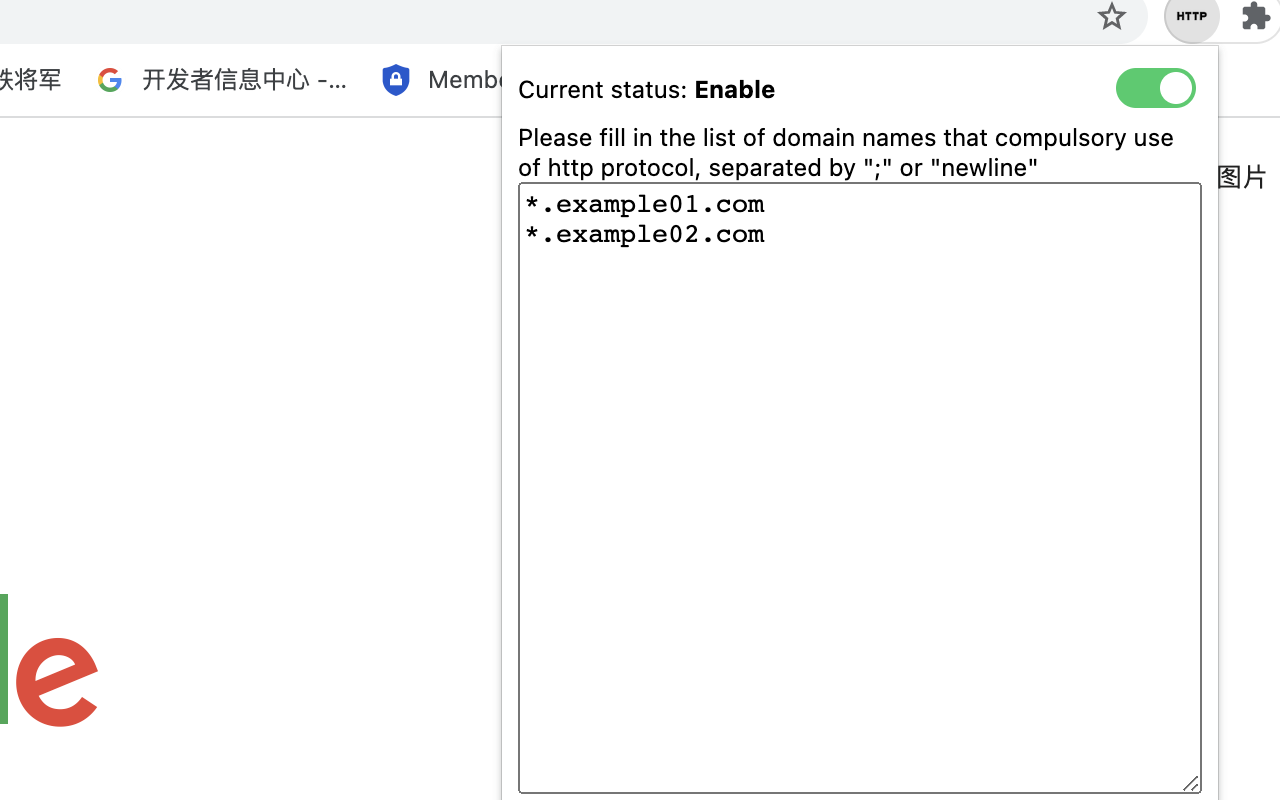 HTTP
铁将军
开发者信息中心 -...
Membe
Current status: Enable
Please fill in the list of domain names that compulsory use
of http protocol, separated by ";" or "newline"
图片
*.example01.com
*.example02.com
le